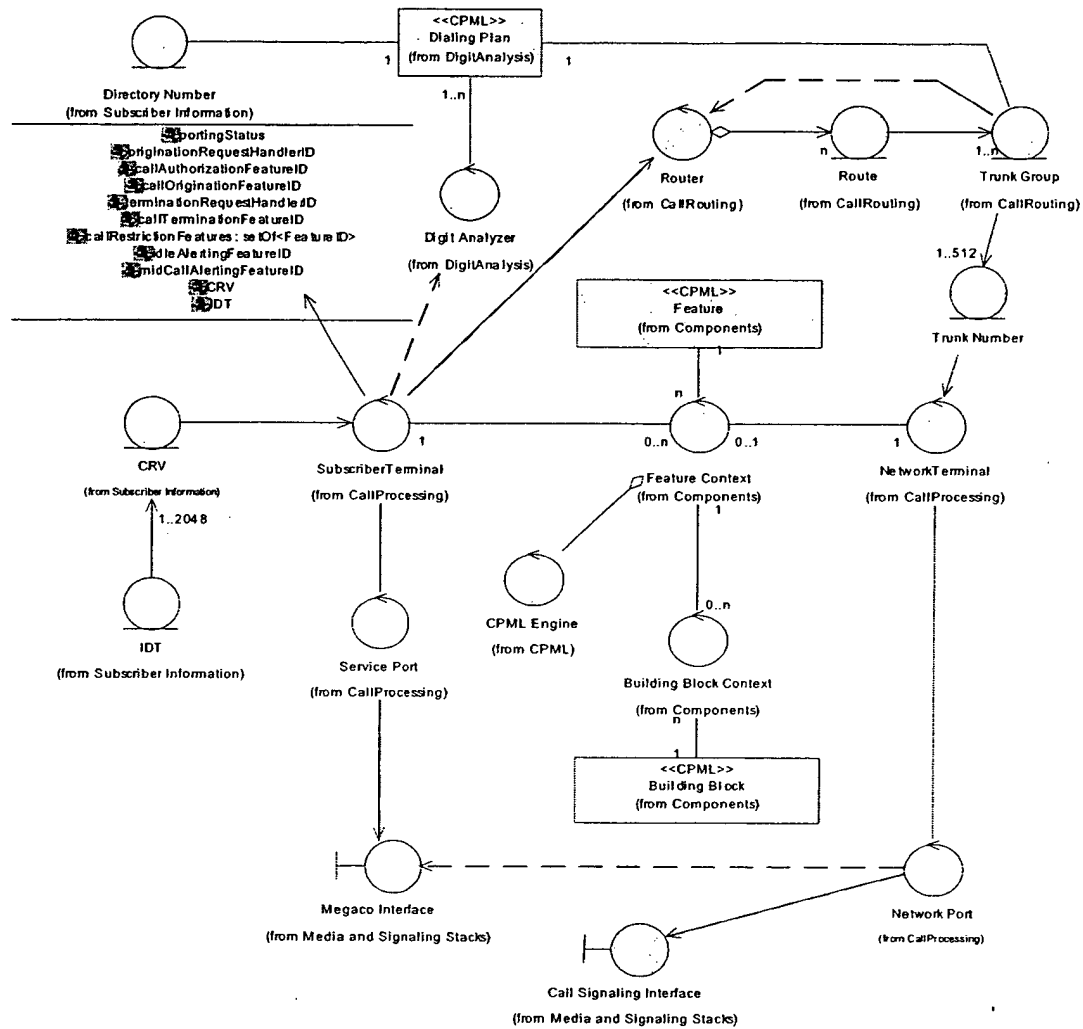 <<CPML>>
Dialing Plan
(from DigitAnalysis)
1
1
1..n
Directory Number
(from Subscriber Information)
portingStatus
originationRequestHandlerID
callAuthorizationFeatureID
callOriginationFeatureID
terminationRequestHandlerID
callTerminationFeatureID
callRestrictionFeatures : setOf<FeatureID>
idleAlertingFeatureID
midCallAlertingFeatureID
CRV
IDT
Digit Analyzer
(from DigitAnalysis)
Router
(from CallRouting)
n
Route
(from CallRouting)
1..n
Trunk Group
(from CallRouting)
1..512
Trunk Number
<<CPML>>
Feature
(from Components)
1
n
CRV
(from Subscriber Information)
1..2048
IDT
(from Subscriber Information)
1
SubscriberTerminal
(from CallProcessing)
0..n
0..1
Feature Context
(from Components)
1
1
NetworkTerminal
(from CallProcessing)
CPML Engine
(from CPML)
0..n
Building Block Context
(from Components)
n
1
<<CPML>>
Building Block
(from Components)
Service Port
(from CallProcessing)
Megaco Interface
(from Media and Signaling Stacks)
Network Port
(from CallProcessing)
Call Signaling Interface
(from Media and Signaling Stacks)